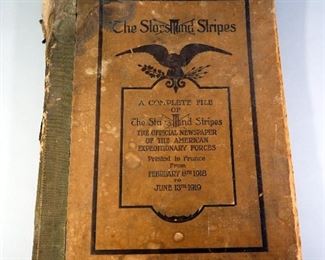 The Stars and Stripes
A COMPLETE FILE
OF
The Stars and Stripes
THE OFFICIAL NEWSPAPER
OF THE AMERICAN
EXPEDITIONARY FORCES
Printed in France
From
FEBRUARY 8TH 1918
TO
JUNE 13TH 1919